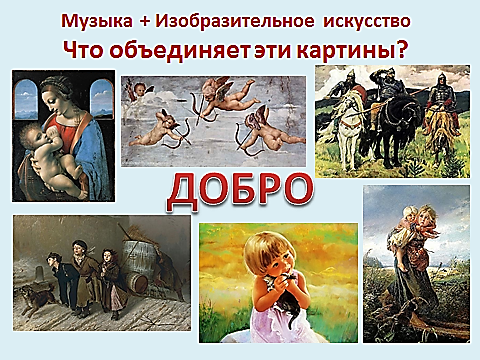 Музыка + Изобразительное искусство
Что объединяет эти картины?
ДОБРО